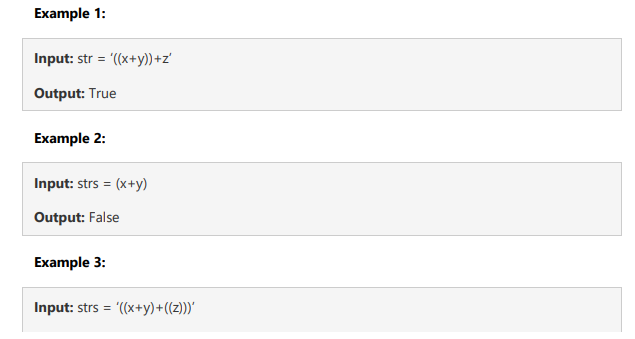 Example 1:
Input: str = ‘((x+y))+z’
Output: True
Example 2:
Input: strs = (x+y)
Output: False
Example 3:
Input: strs = ‘((x+y)+((z)))’